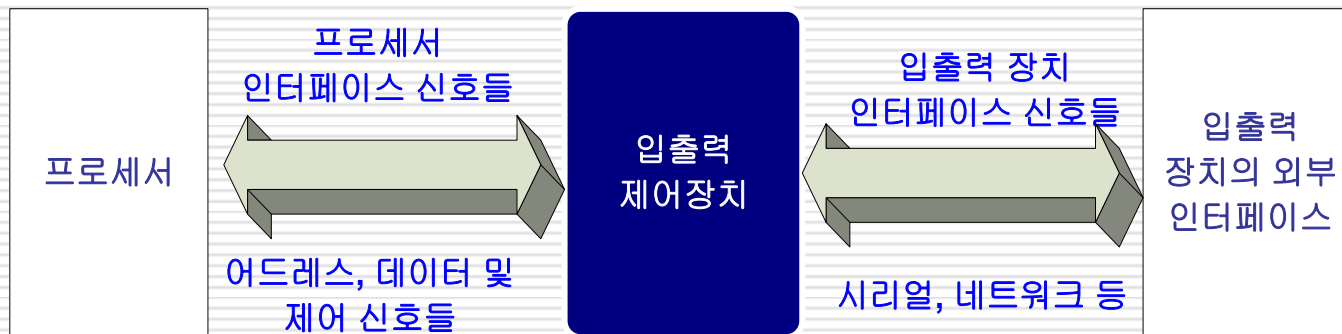 프로세서
프로세서
인터페이스 신호들
어드레스, 데이터 및
제어 신호들
입출력
제어장치
입출력 장치
인터페이스 신호들
시리얼, 네트워크 등
입출력
장치의 외부
인터페이스